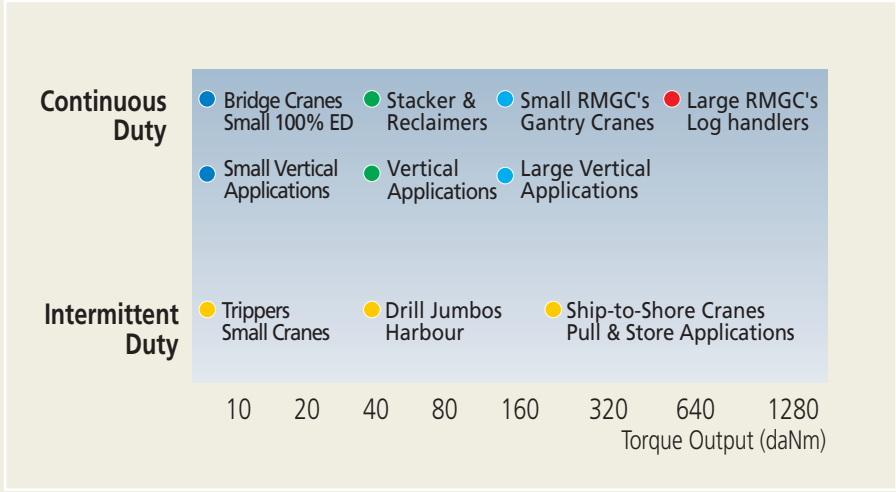 Continuous
Duty
Bridge Cranes
Small 100% ED
Stacker &
Reclaimers
Small RMGC's
Gantry Cranes
Large RMGC's
Log handlers
Small Vertical
Applications
Vertical
Applications
Large Vertical
Applications
Intermittent
Duty
Trippers
Small Cranes
Drill Jumbos
Harbour
Ship-to-Shore Cranes
Pull & Store Applications
10 20 40 80 160 320 640 1280
Torque Output (daNm)